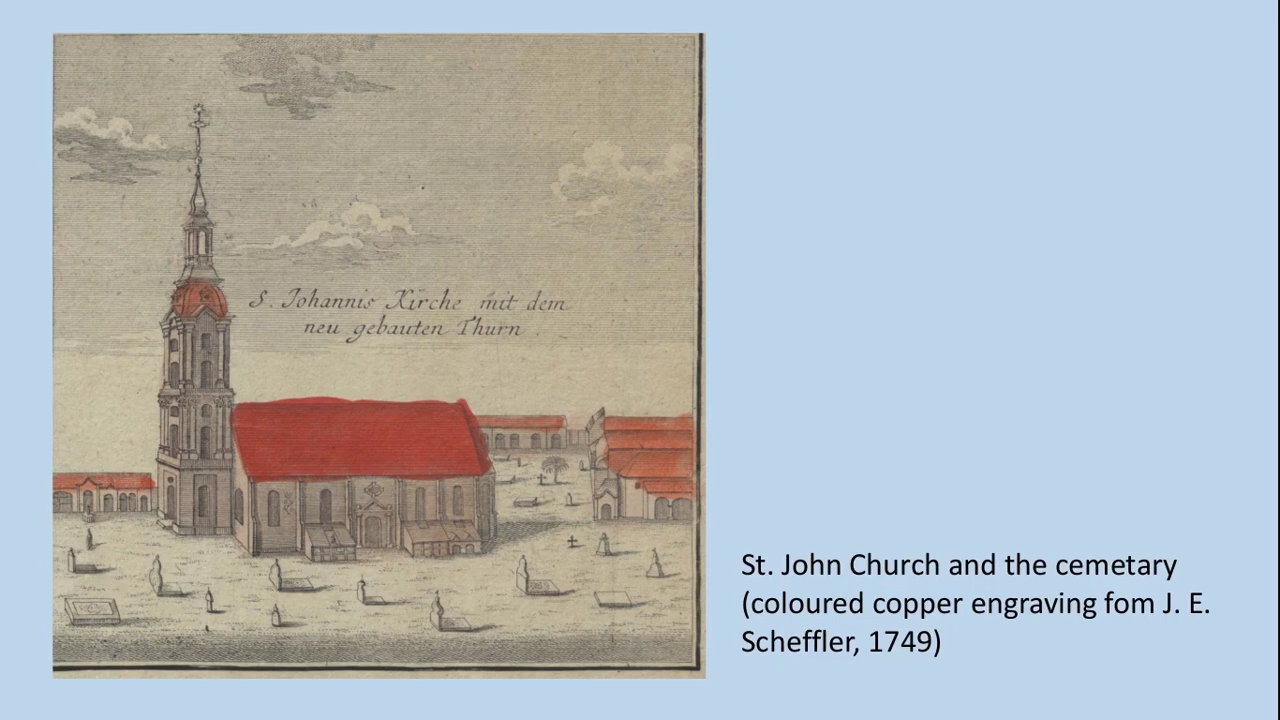 S. Johannis Kirche mit dem
neu gebauten Thurn.
St. John Church and the cemetary
(coloured copper engraving fom J. E.
Scheffler, 1749)